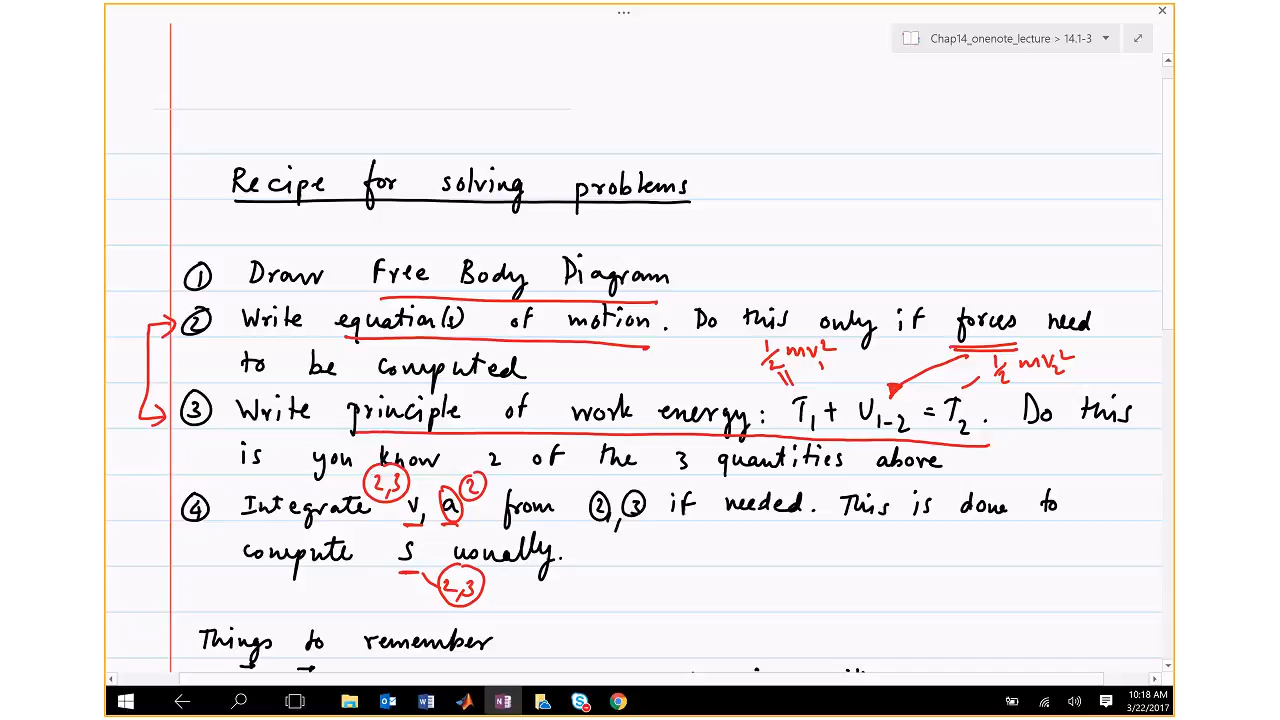 Chap14_onenote_lecture > 14.1-3
Recipe for solving problems
① Draw Free Body Diagram
② Write equation(s) of motion. Do this only if forces need
to be computed
1/2 mv₁²
1/2 mv₂²
③ Write principle of work energy: T₁ + U₁₋₂ = T₂. Do this
is you know 2 of the 3 quantities above
2,3
2
④ Integrate v, a from ②,③ if needed. This is done to
compute s usually.
2,3
Things to remember
10:18 AM
3/22/2017